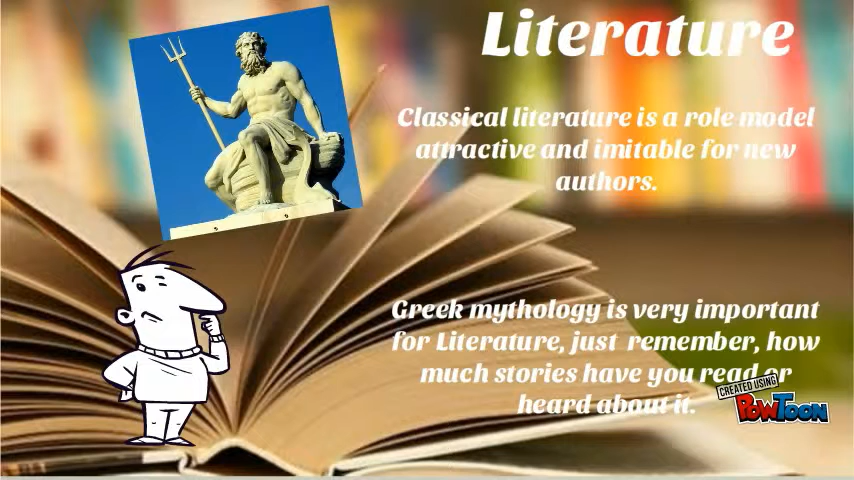 Literature
Classical literature is a role model
attractive and imitable for new
authors.
Greek mythology is very important
for Literature, just remember, how
much stories have you read or
heard about it.
CREATED USING
POWTOON